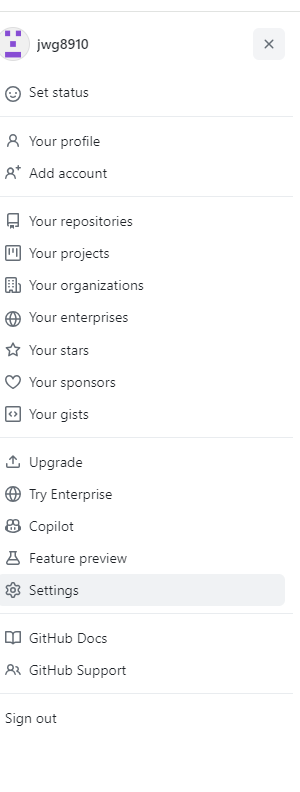 jwg8910
Set status
Your profile
Add account
Your repositories
Your projects
Your organizations
Your enterprises
Your stars
Your sponsors
Your gists
Upgrade
Try Enterprise
Copilot
Feature preview
Settings
GitHub Docs
GitHub Support
Sign out